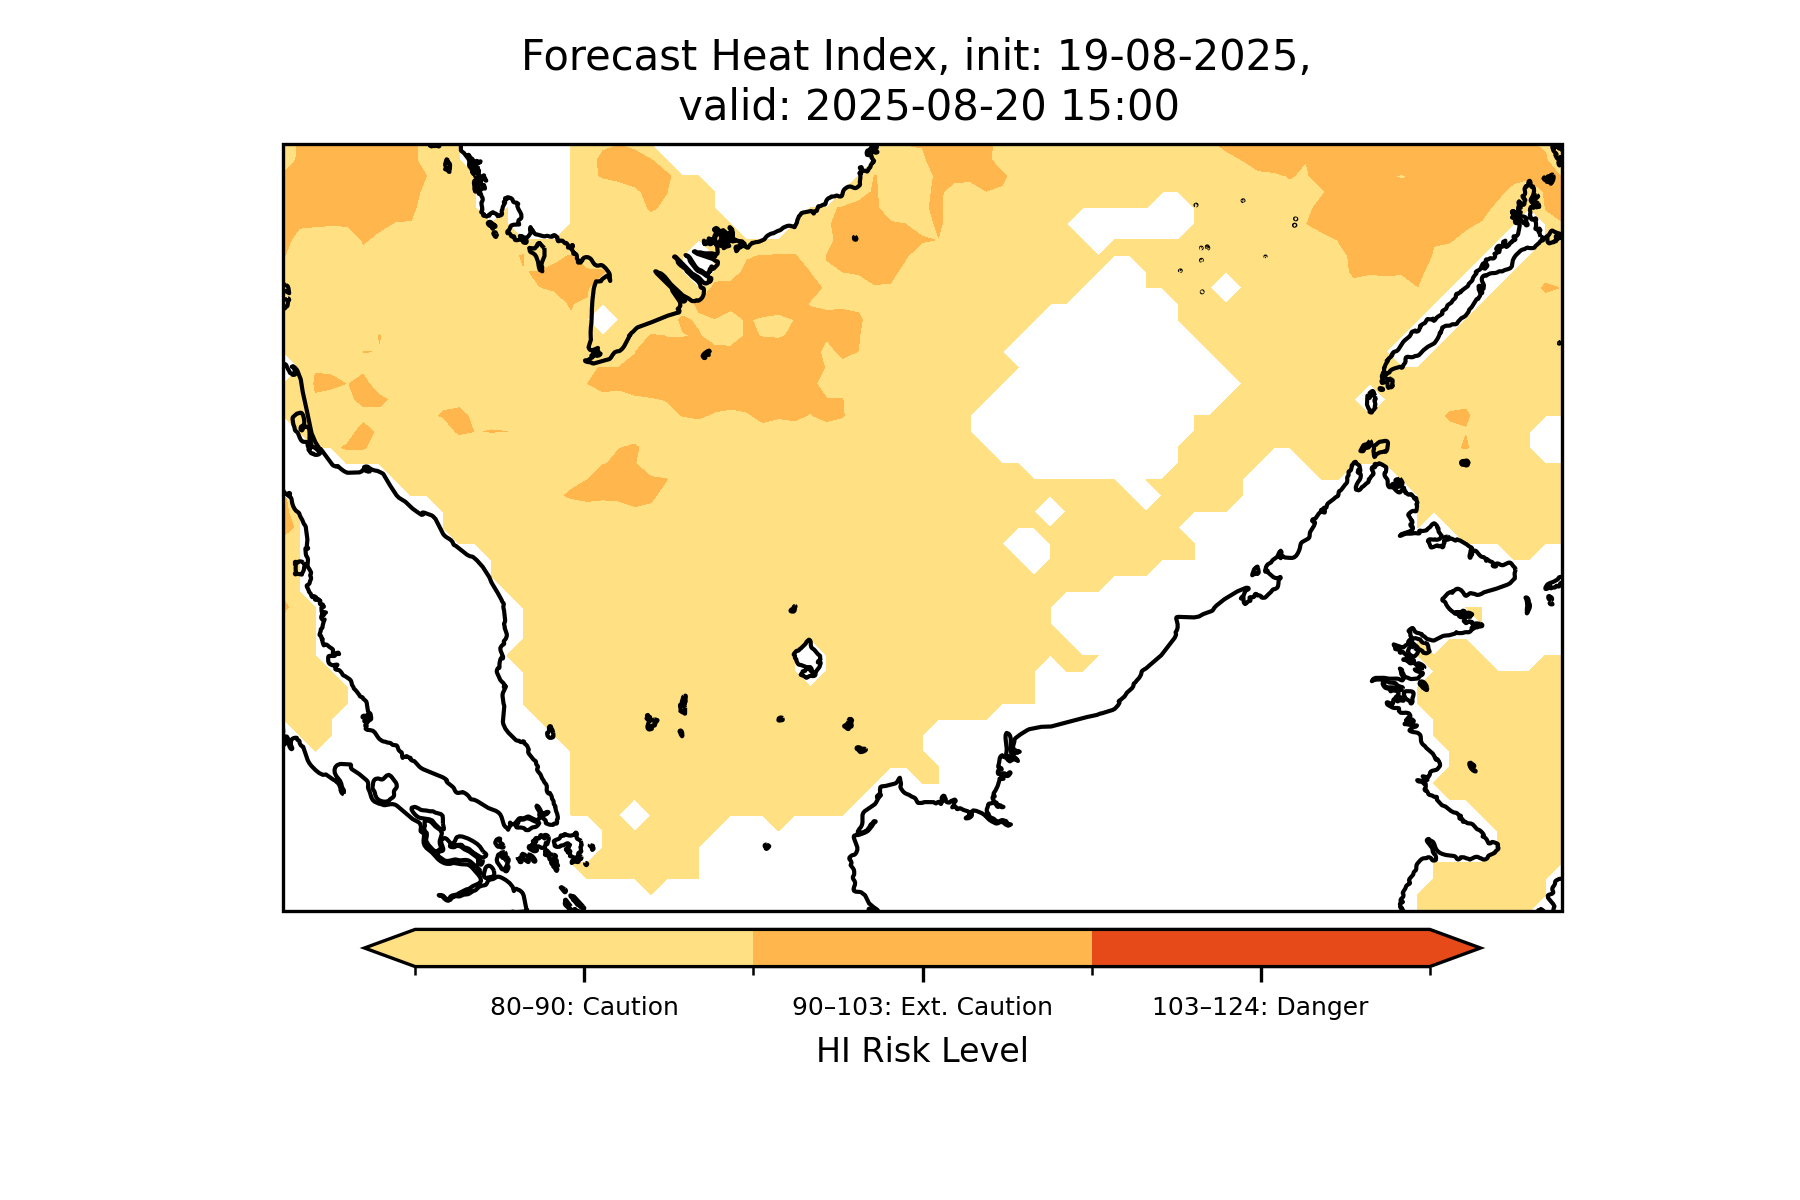 Forecast Heat Index, init: 19-08-2025,
valid: 2025-08-20 15:00
80–90: Caution
90–103: Ext. Caution
103–124: Danger
HI Risk Level